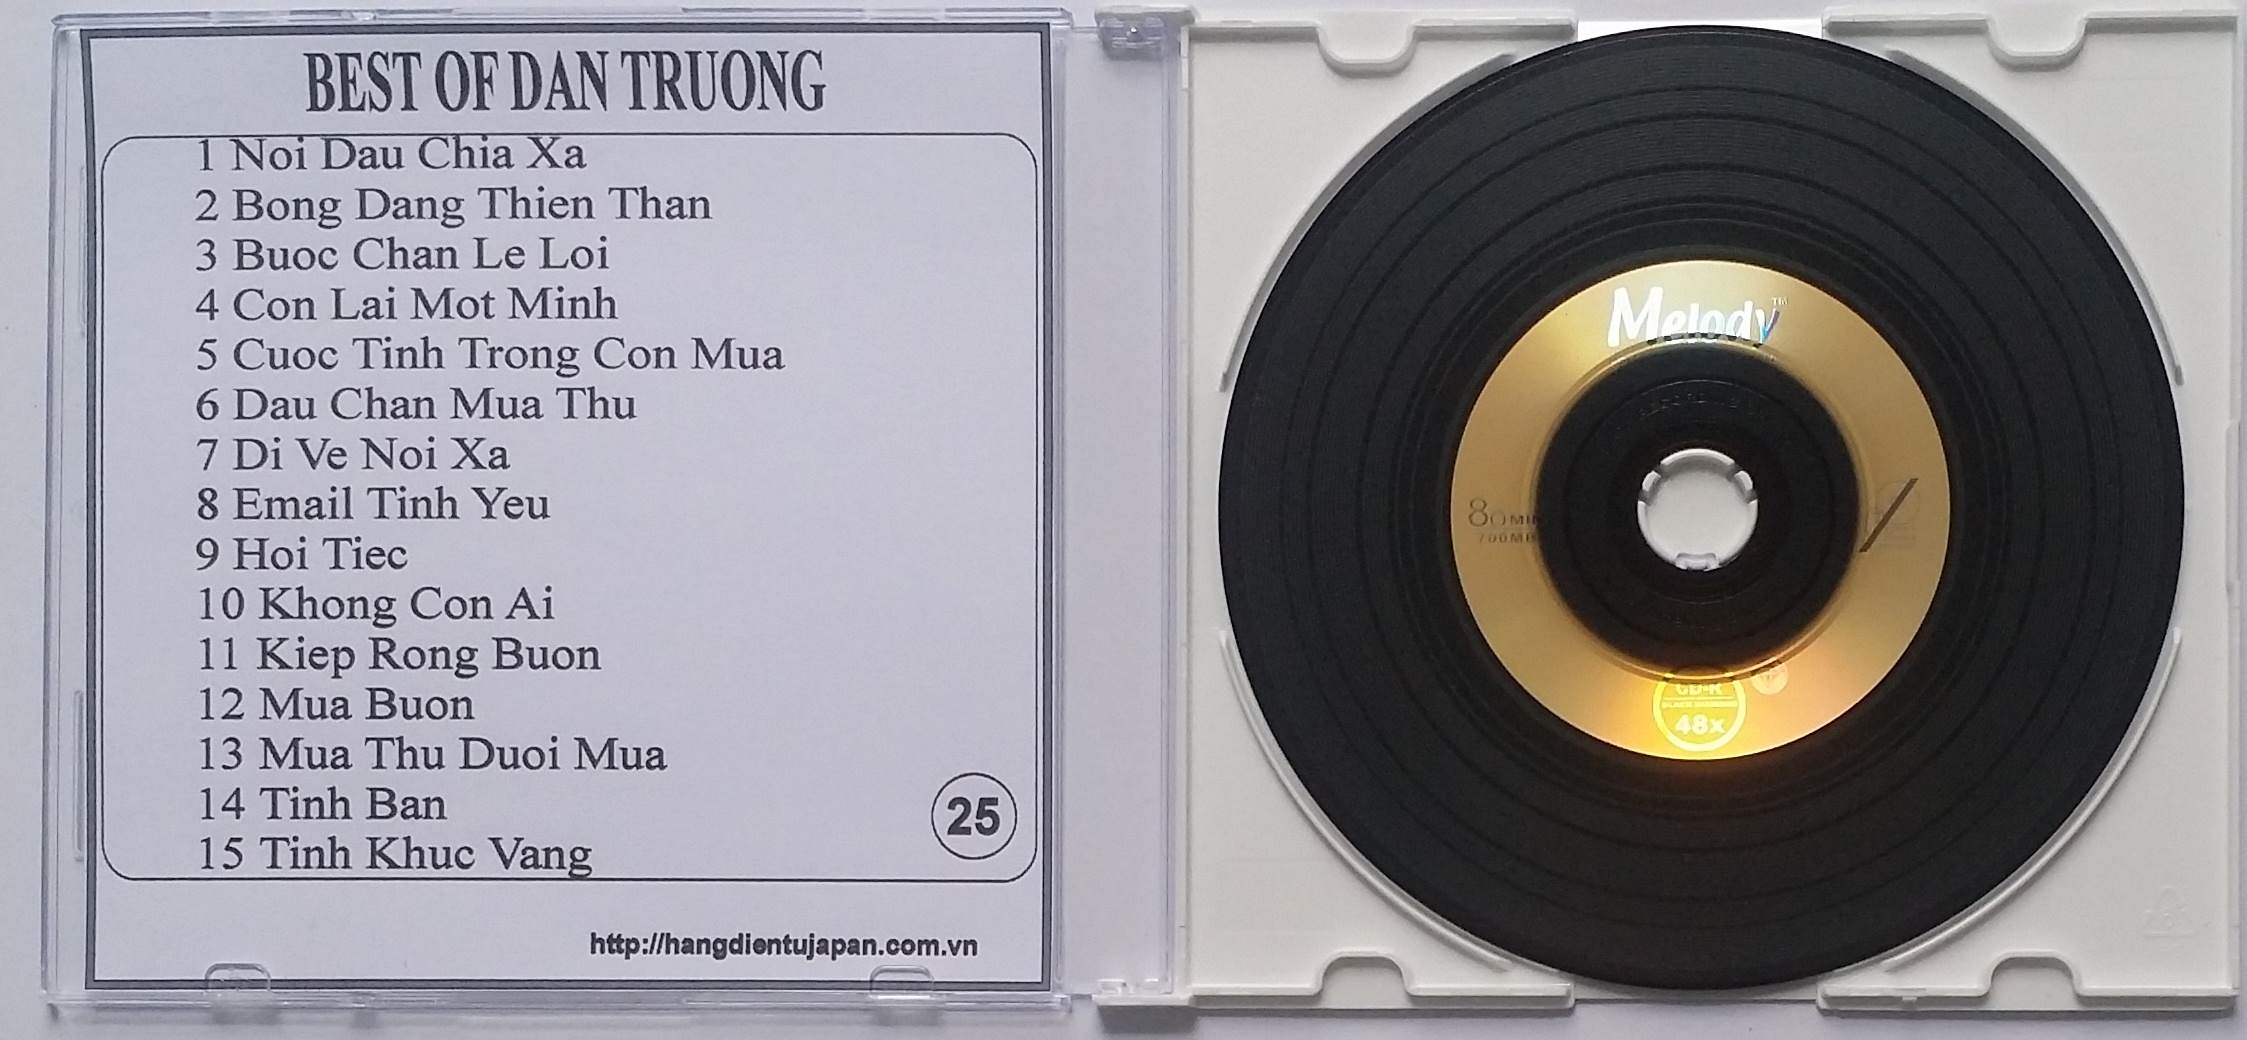 BEST OF DAN TRUONG
1 Noi Dau Chia Xa
2 Bong Dang Thien Than
3 Buoc Chan Le Loi
4 Con Lai Mot Minh
5 Cuoc Tinh Trong Con Mua
6 Dau Chan Mua Thu
7 Di Ve Noi Xa
8 Email Tinh Yeu
9 Hoi Tiec
10 Khong Con Ai
11 Kiep Rong Buon
12 Mua Buon
13 Mua Thu Duoi Mua
14 Tinh Ban
15 Tinh Khuc Vang
25
http://hangdientujapan.com.vn
Melody™
80 MIN
700MB
CD-R
48x